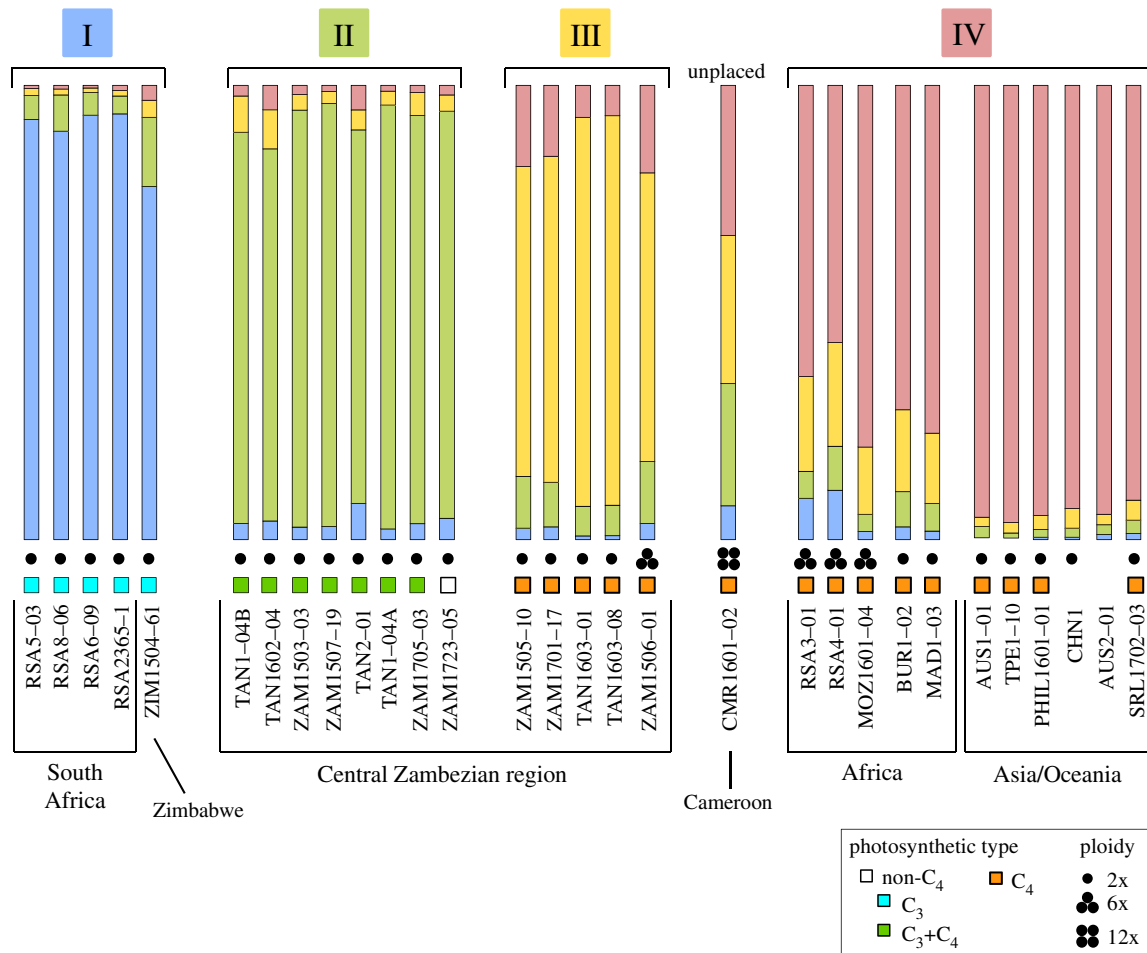 I II III IV
unplaced
RSA5–03
RSA8–06
RSA6–09
RSA2365–1
ZIM1504–61
TAN1–04B
TAN1602–04
ZAM1503–03
ZAM1507–19
TAN2–01
TAN1–04A
ZAM1705–03
ZAM1723–05
ZAM1505–10
ZAM1701–17
TAN1603–01
TAN1603–08
ZAM1506–01
CMR1601–02
RSA3–01
RSA4–01
MOZ1601–04
BUR1–02
MAD1–03
AUS1–01
TPE1–10
PHIL1601–01
CHN1
AUS2–01
SRL1702–03
South
Africa
Zimbabwe
Central Zambezian region
Cameroon
Africa
Asia/Oceania
photosynthetic type ploidy
non-C4 C4 2x
C3 6x
C3+C4 12x